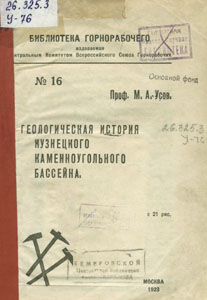 26.325.3
У-76
БИБЛИОТЕКА ГОРНОРАБОЧЕГО
издаваемая
Центральным Комитетом Всероссийского Союза Горнорабочих
№ 16
Основной фонд
Проф. М. А. Усов.
ГЕОЛОГИЧЕСКАЯ ИСТОРИЯ
КУЗНЕЦКОГО
КАМЕННОУГОЛЬНОГО
БАССЕЙНА.
26.325.3
У-76
с 21 рис.
КЕМЕРОВСКОЙ
МОСКВА
1923